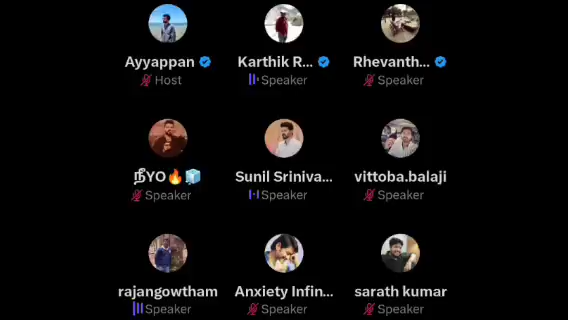 Ayyappan Karthik R... Rhevanth...
Host Speaker Speaker
நீYO🔥🧊 Sunil Sriniva... vittoba.balaji
Speaker Speaker Speaker
rajangowtham Anxiety Infin... sarath kumar
Speaker Speaker Speaker